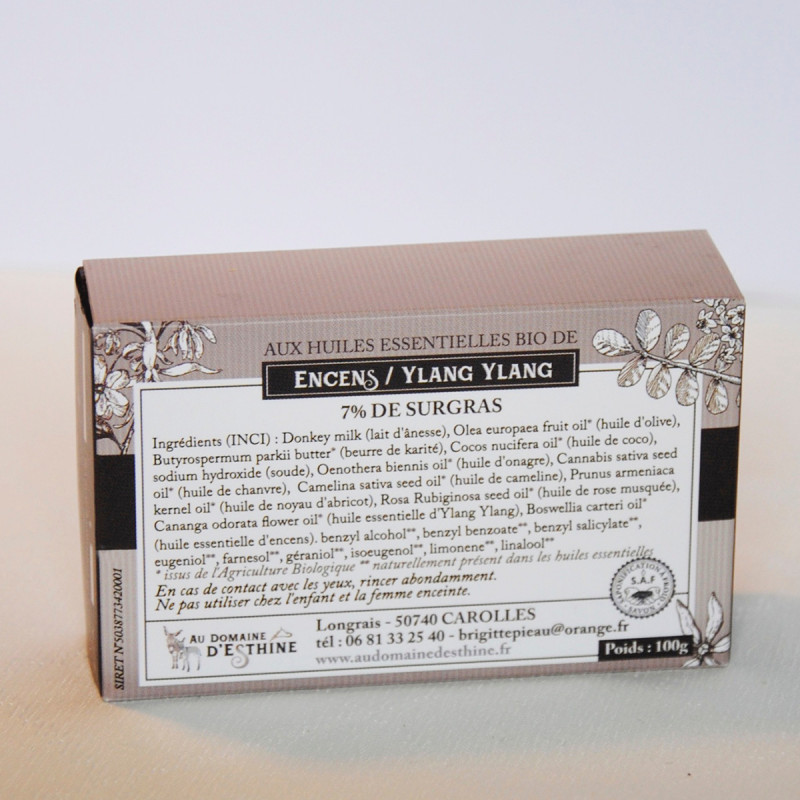 AUX HUILES ESSENTIELLES BIO DE
ENCENS / YLANG YLANG
7% DE SURGRAS
Ingrédients (INCI) : Donkey milk (lait d'ânesse), Olea europaea fruit oil* (huile d'olive),
Butyrospermum parkii butter* (beurre de karité), Cocos nucifera oil* (huile de coco),
sodium hydroxide (soude), Oenothera biennis oil* (huile d'onagre), Cannabis sativa seed
oil* (huile de chanvre), Camelina sativa seed oil* (huile de cameline), Prunus armeniaca
kernel oil* (huile de noyau d'abricot), Rosa Rubiginosa seed oil* (huile de rose musquée),
Cananga odorata flower oil* (huile essentielle d'Ylang Ylang), Boswellia carteri oil*
(huile essentielle d'encens). benzyl alcohol**, benzyl benzoate**, benzyl salicylate**,
eugeniol**, farnesol**, géraniol**, isoeugenol**, limonene**, linalool**
* issus de l'Agriculture Biologique ** naturellement présent dans les huiles essentielles
En cas de contact avec les yeux, rincer abondamment.
Ne pas utiliser chez l'enfant et la femme enceinte.
SAPONIFICATION À FROID
S.A.F
SAVON
AU DOMAINE
D'ESTHINE
Longrais - 50740 CAROLLES
tél : 06 81 33 25 40 - brigittepieau@orange.fr
www.audomainedesthine.fr
Poids : 100g
SIRET N°5038773420001